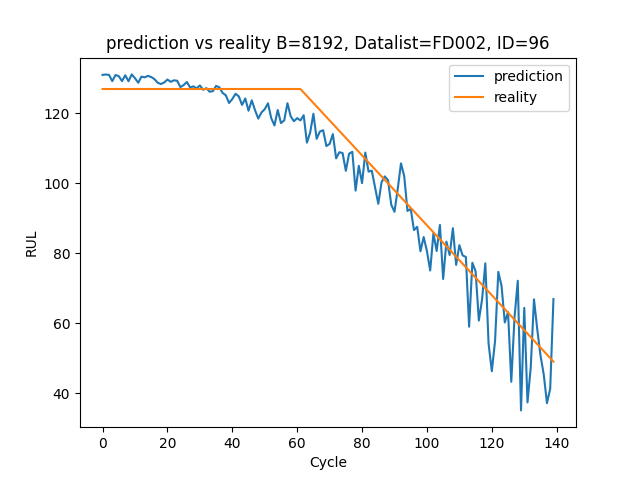 prediction vs reality B=8192, Datalist=FD002, ID=96
prediction
reality
120
100
80
60
40
RUL
0 20 40 60 80 100 120 140
Cycle